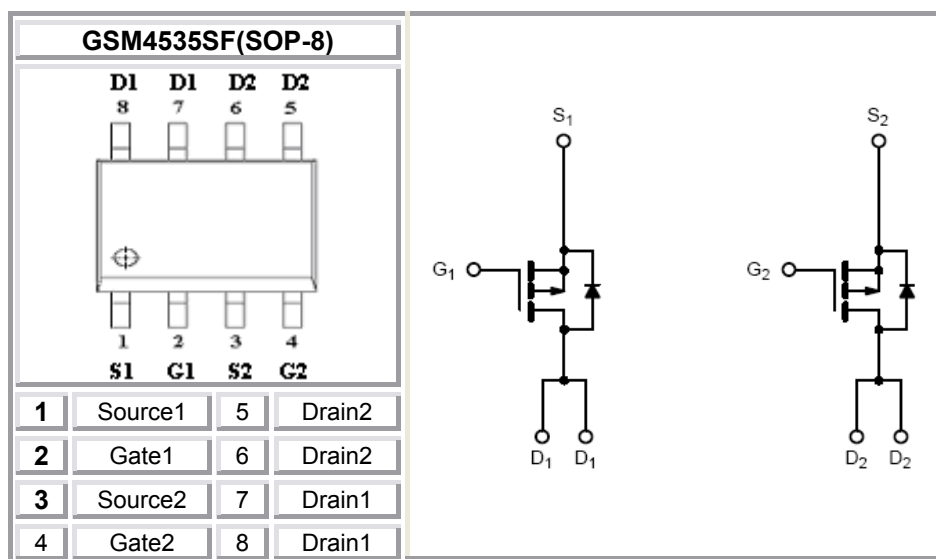 GSM4535SF(SOP-8)
D1 D1 D2 D2
8 7 6 5
1 2 3 4
S1 G1 S2 G2
1 Source1 5 Drain2
2 Gate1 6 Drain2
3 Source2 7 Drain1
4 Gate2 8 Drain1
S₁ S₂
G₁ G₂
D₁ D₁ D₂ D₂